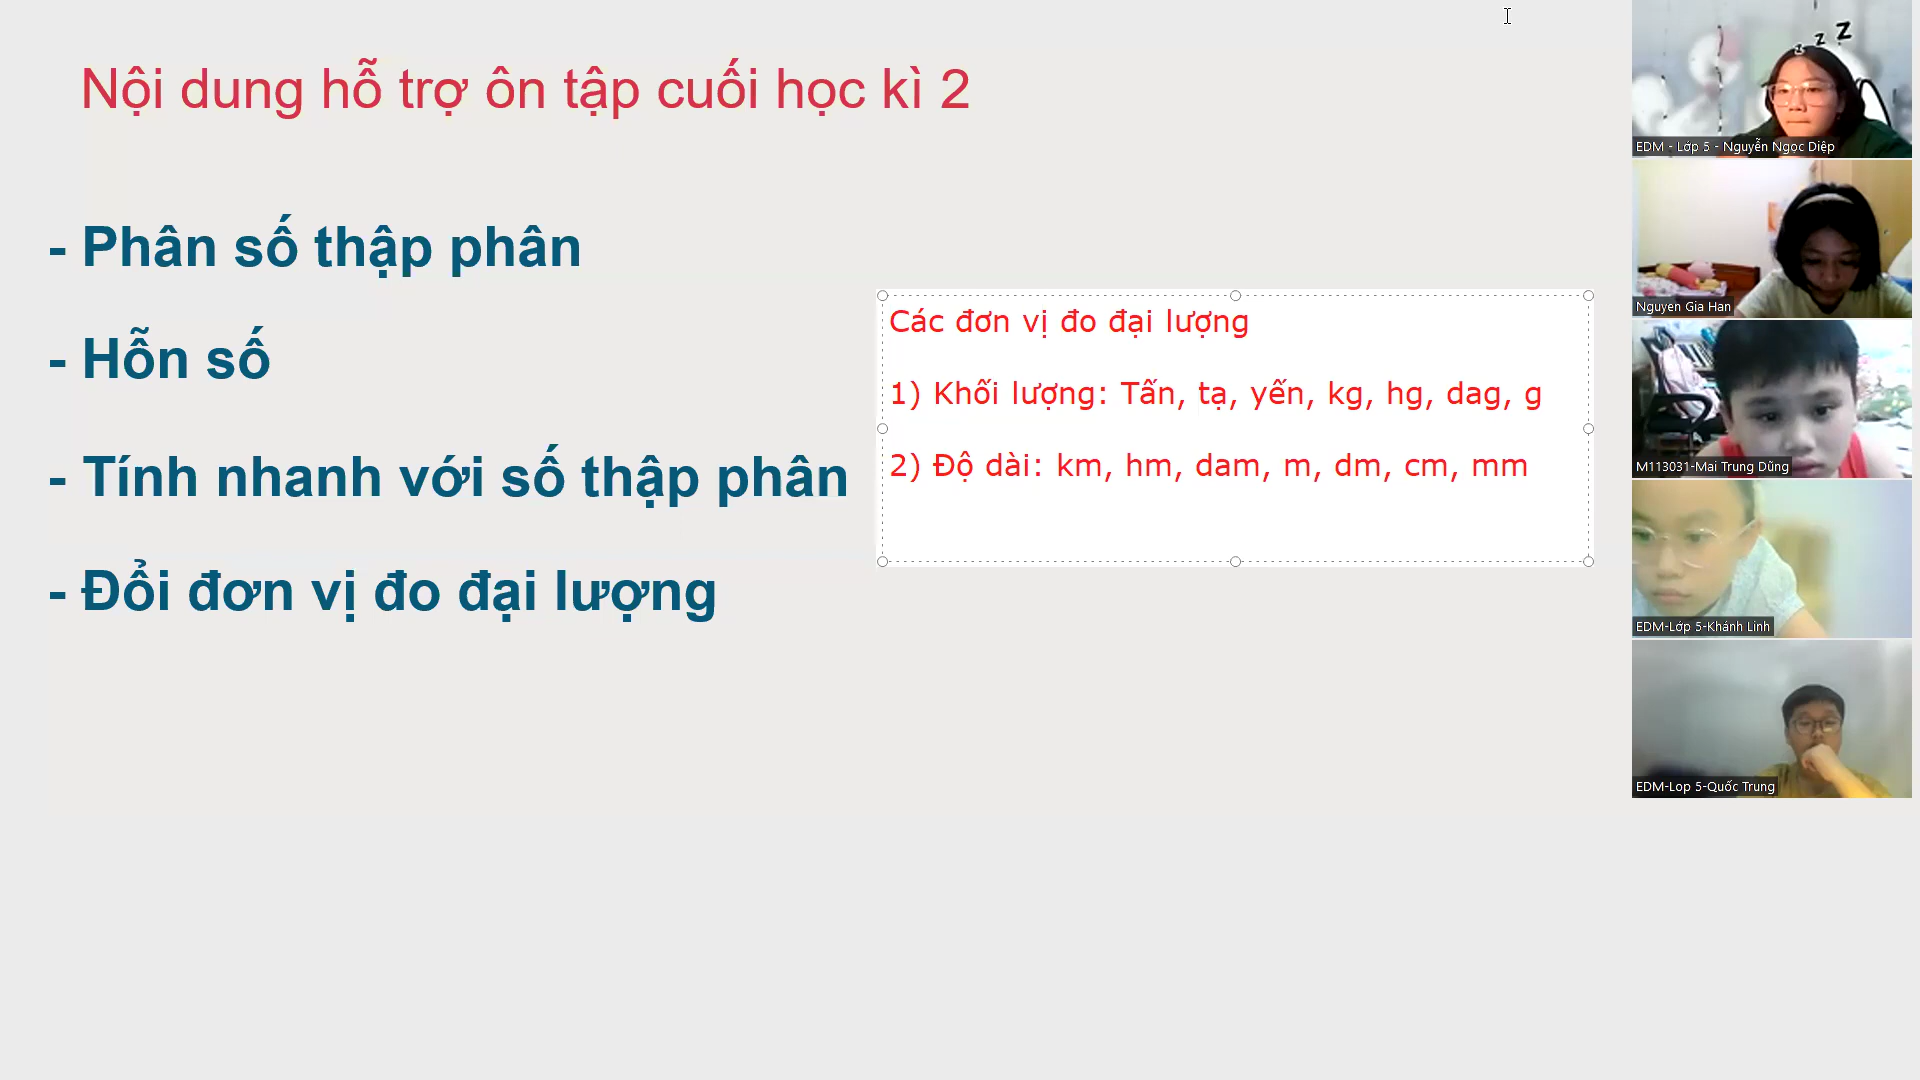 Nội dung hỗ trợ ôn tập cuối học kì 2
- Phân số thập phân
- Hỗn số
- Tính nhanh với số thập phân
- Đổi đơn vị đo đại lượng
Các đơn vị đo đại lượng
1) Khối lượng: Tấn, tạ, yến, kg, hg, dag, g
2) Độ dài: km, hm, dam, m, dm, cm, mm
z z Z
EDM - Lớp 5 - Nguyễn Ngọc Diệp
Nguyen Gia Han
M113031-Mai Trung Dũng
EDM-Lớp 5-Khánh Linh
EDM-Lop 5-Quốc Trung